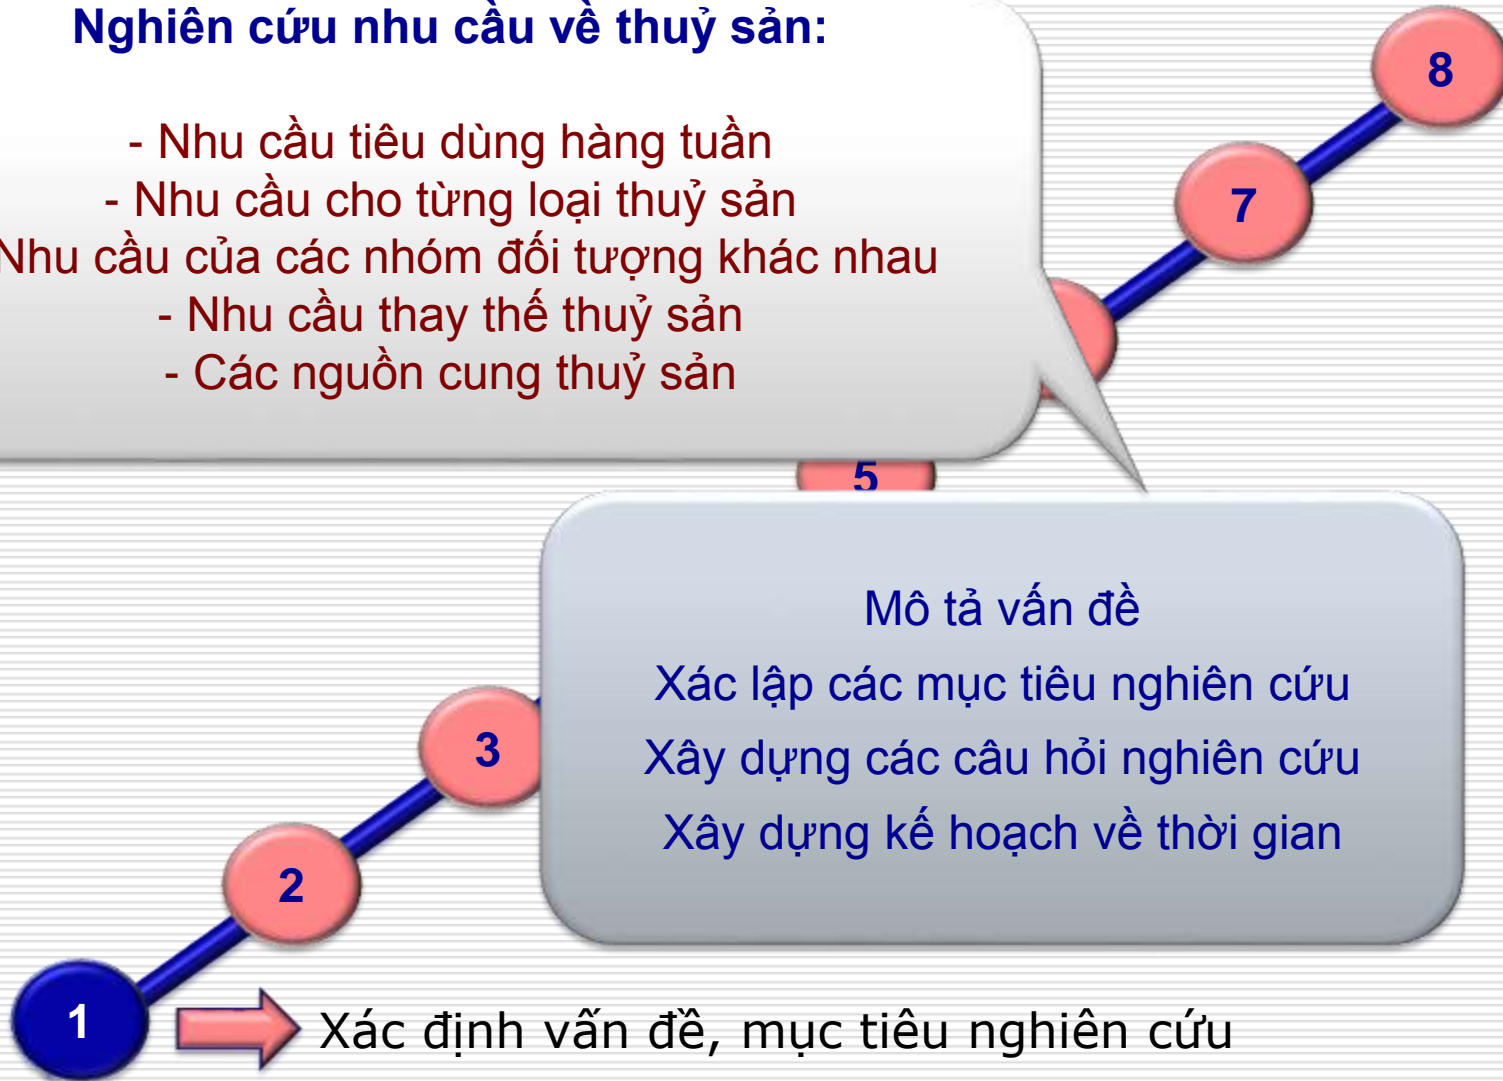 Nghiên cứu nhu cầu về thuỷ sản:
- Nhu cầu tiêu dùng hàng tuần
- Nhu cầu cho từng loại thuỷ sản
Nhu cầu của các nhóm đối tượng khác nhau
- Nhu cầu thay thế thuỷ sản
- Các nguồn cung thuỷ sản
8
7
5
Mô tả vấn đề
Xác lập các mục tiêu nghiên cứu
Xây dựng các câu hỏi nghiên cứu
Xây dựng kế hoạch về thời gian
3
2
1
Xác định vấn đề, mục tiêu nghiên cứu